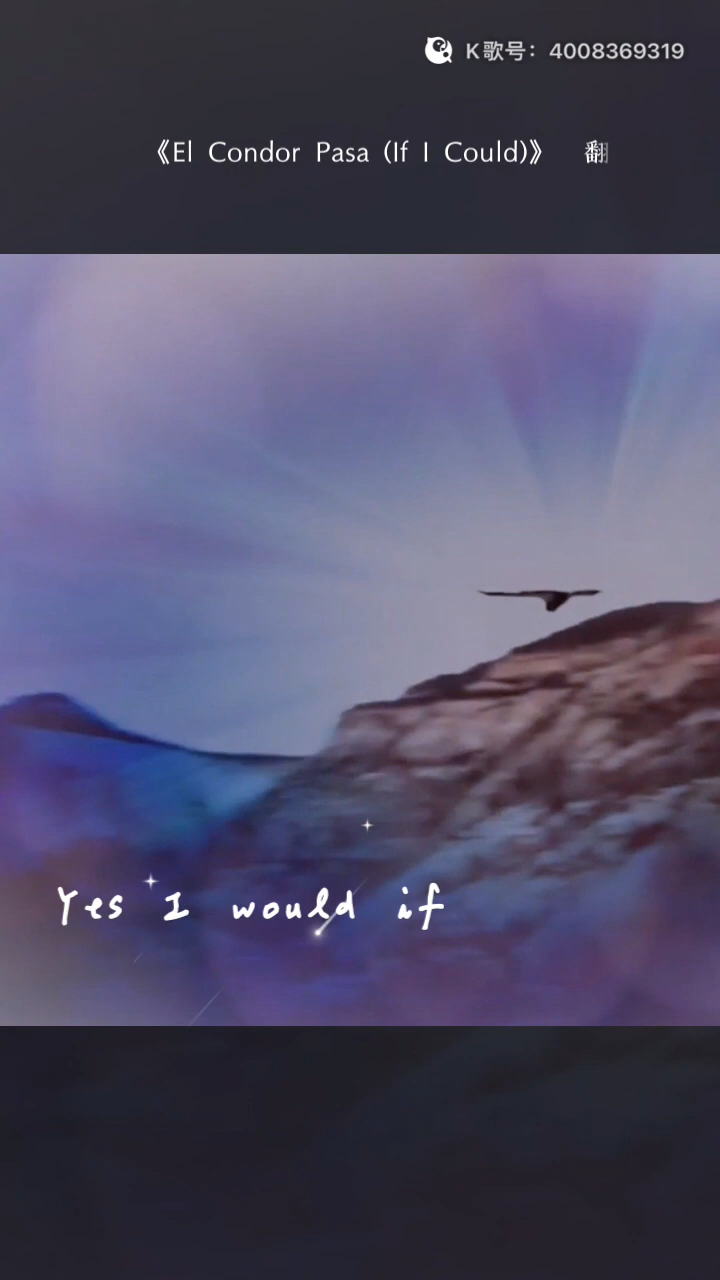 K歌号：4008369319
《El Condor Pasa (If I Could)》 翻
Yes I would if